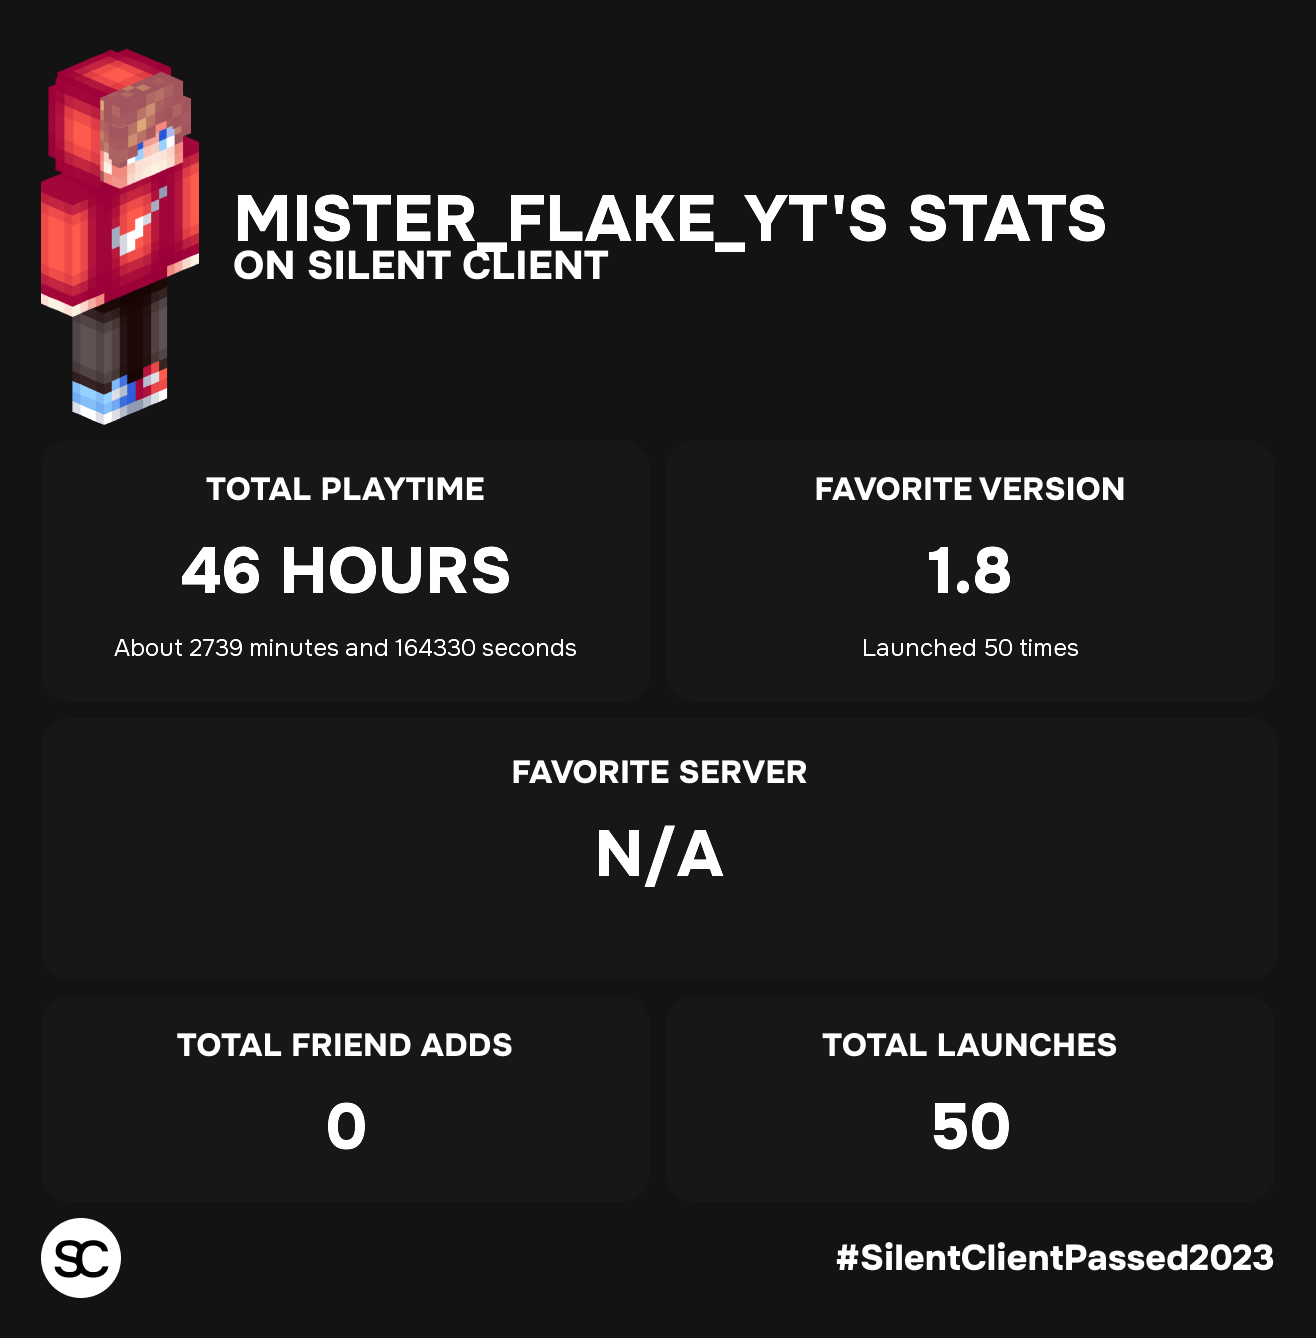 MISTER_FLAKE_YT'S STATS
ON SILENT CLIENT
TOTAL PLAYTIME
46 HOURS
About 2739 minutes and 164330 seconds
FAVORITE VERSION
1.8
Launched 50 times
FAVORITE SERVER
N/A
TOTAL FRIEND ADDS
0
TOTAL LAUNCHES
50
SC
#SilentClientPassed2023